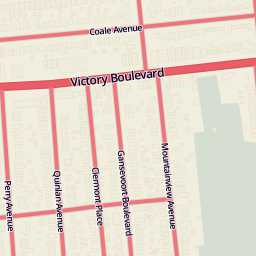 Coale Avenue
Victory Boulevard
Perry Avenue
Quinlan Avenue
Clermont Place
Gansevoort Boulevard
Mountainview Avenue